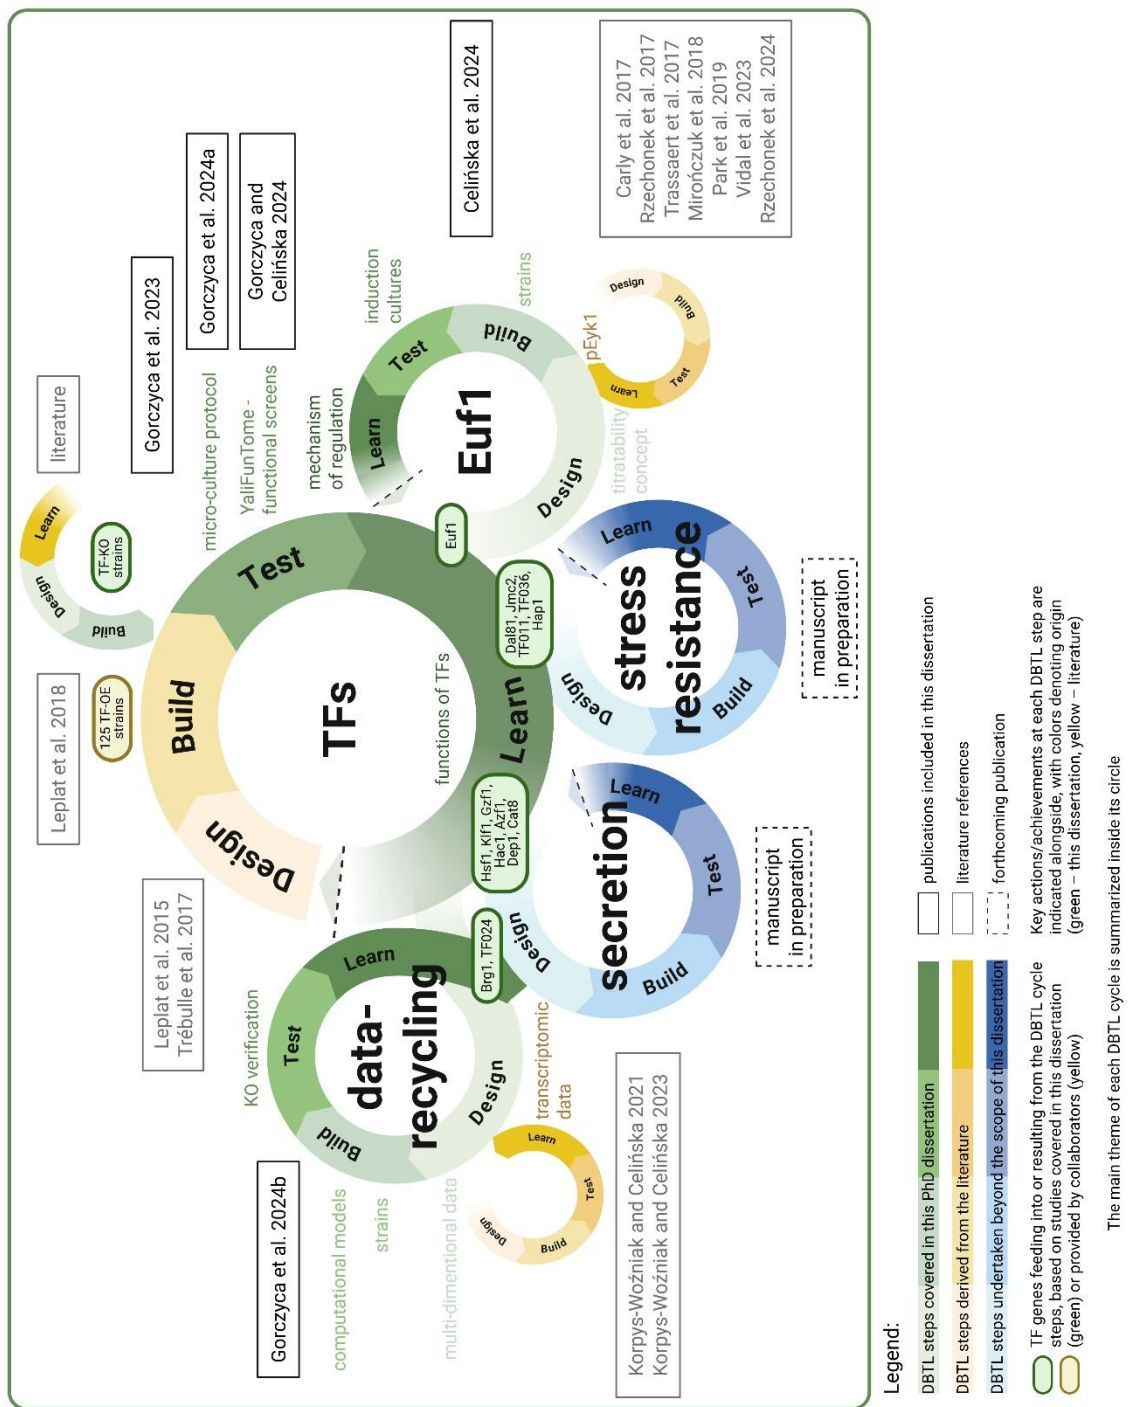 Leplat et al. 2015
Trébulle et al. 2017
Leplat et al. 2018
125 TF-OE
strains
literature
Design
Build
Learn
TF-KO
strains
Gorczyca et al. 2023
Gorczyca et al. 2024a
Gorczyca and
Celińska 2024
micro-culture protocol
YaliFunTome -
functional screens
TFs
Design
Build
Test
Learn
functions of TFs
Gorczyca et al. 2024b
KO verification
computational models
strains
multi-dimentional data
data-
recycling
Design
Build
Test
Learn
Brg1, TF024
transcriptomic
data
Design
Build
Test
Learn
Korpys-Woźniak and Celińska 2021
Korpys-Woźniak and Celińska 2023
Hsf1, Klf1, Gzf1,
Hac1, Azf1,
Dep1, Cat8
secretion
Design
Build
Test
Learn
manuscript
in preparation
Dal81, Jmc2,
TF011, TF036,
Hap1
stress
resistance
Design
Build
Test
Learn
manuscript
in preparation
Euf1
Euf1
Design
Build
Test
Learn
mechanism
of regulation
induction
cultures
strains
titratability
concept
pEyk1
Design
Build
Test
Learn
Celińska et al. 2024
Carly et al. 2017
Rzechonek et al. 2017
Trassaert et al. 2017
Mirończuk et al. 2018
Park et al. 2019
Vidal et al. 2023
Rzechonek et al. 2024
Legend:
DBTL steps covered in this PhD dissertation
DBTL steps derived from the literature
DBTL steps undertaken beyond the scope of this dissertation
publications included in this dissertation
literature references
forthcoming publication
TF genes feeding into or resulting from the DBTL cycle
steps, based on studies covered in this dissertation
(green) or provided by collaborators (yellow)
Key actions/achievements at each DBTL step are
indicated alongside, with colors denoting origin
(green – this dissertation, yellow – literature)
The main theme of each DBTL cycle is summarized inside its circle